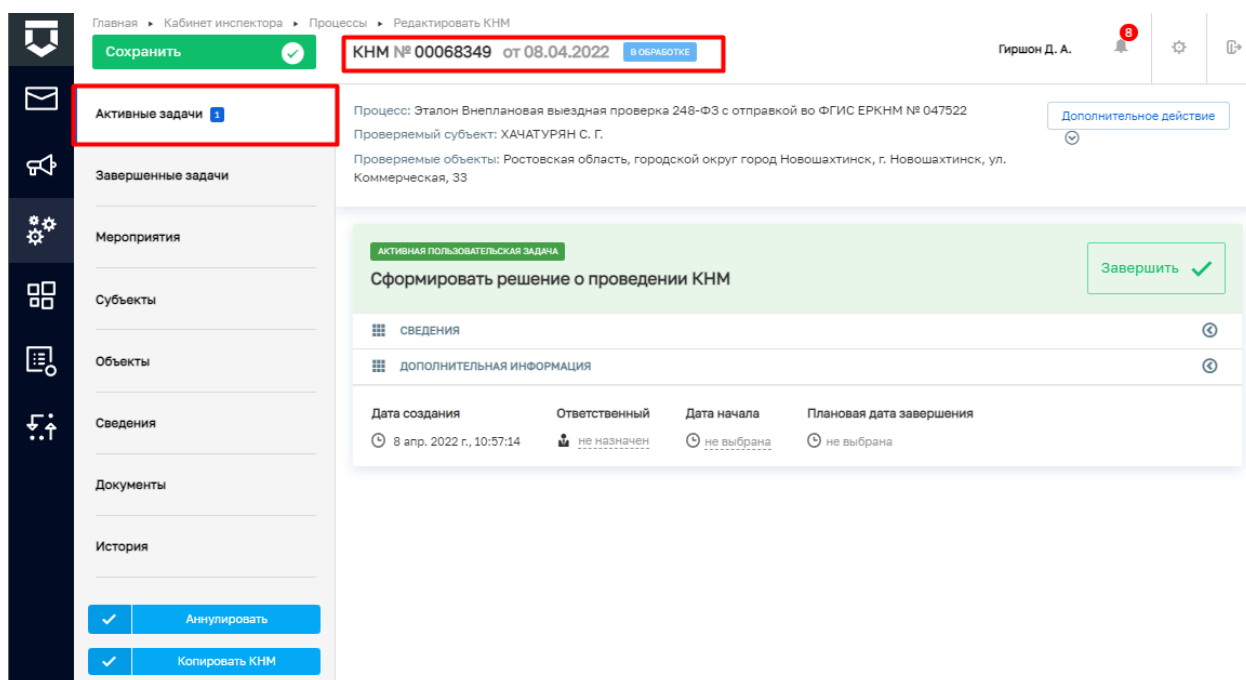 Главная ▸ Кабинет инспектора ▸ Процессы ▸ Редактировать КНМ
Сохранить
КНМ № 00068349 от 08.04.2022 В ОБРАБОТКЕ
Гиршон Д. А.
8
Активные задачи 1
Завершенные задачи
Мероприятия
Субъекты
Объекты
Сведения
Документы
История
Аннулировать
Копировать КНМ
Процесс: Эталон Внеплановая выездная проверка 248-ФЗ с отправкой во ФГИС ЕРКНМ № 047522
Проверяемый субъект: ХАЧАТУРЯН С. Г.
Проверяемые объекты: Ростовская область, городской округ город Новошахтинск, г. Новошахтинск, ул.
Коммерческая, 33
Дополнительное действие
АКТИВНАЯ ПОЛЬЗОВАТЕЛЬСКАЯ ЗАДАЧА
Сформировать решение о проведении КНМ
Завершить
СВЕДЕНИЯ
ДОПОЛНИТЕЛЬНАЯ ИНФОРМАЦИЯ
Дата создания Ответственный Дата начала Плановая дата завершения
8 апр. 2022 г., 10:57:14 не назначен не выбрана не выбрана